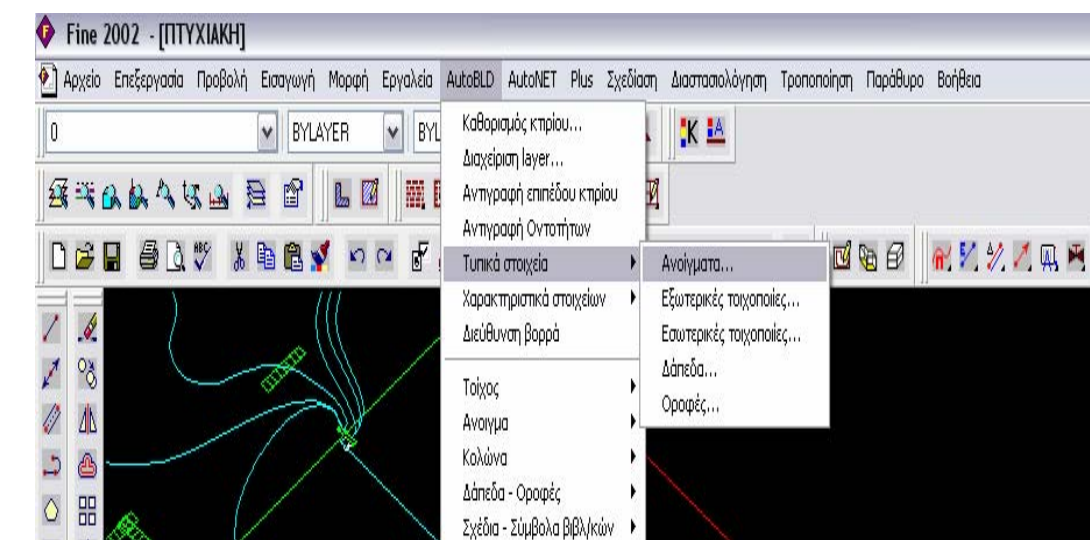 Fine 2002 - [ΠΤΥΧΙΑΚΗ]
Αρχείο Επεξεργασία Προβολή Εισαγωγή Μορφή Εργαλεία AutoBLD AutoNET Plus Σχεδίαση Διαστασιολόγηση Τροποποίηση Παράθυρο Βοήθεια
0 BYLAYER BYL
Καθορισμός κτιρίου...
Διαχείριση layer...
Αντιγραφή επιπέδου κτιρίου
Αντιγραφή Οντοτήτων
Τυπικά στοιχεία
Ανοίγματα...
Χαρακτηριστικά στοιχείων
Εξωτερικές τοιχοποιίες...
Διεύθυνση βορρά
Εσωτερικές τοιχοποιίες...
Δάπεδα...
Τοίχος
Οροφές...
Ανοιγμα
Κολώνα
Δάπεδα - Οροφές
Σχέδια - Σύμβολα βιβλ/κών